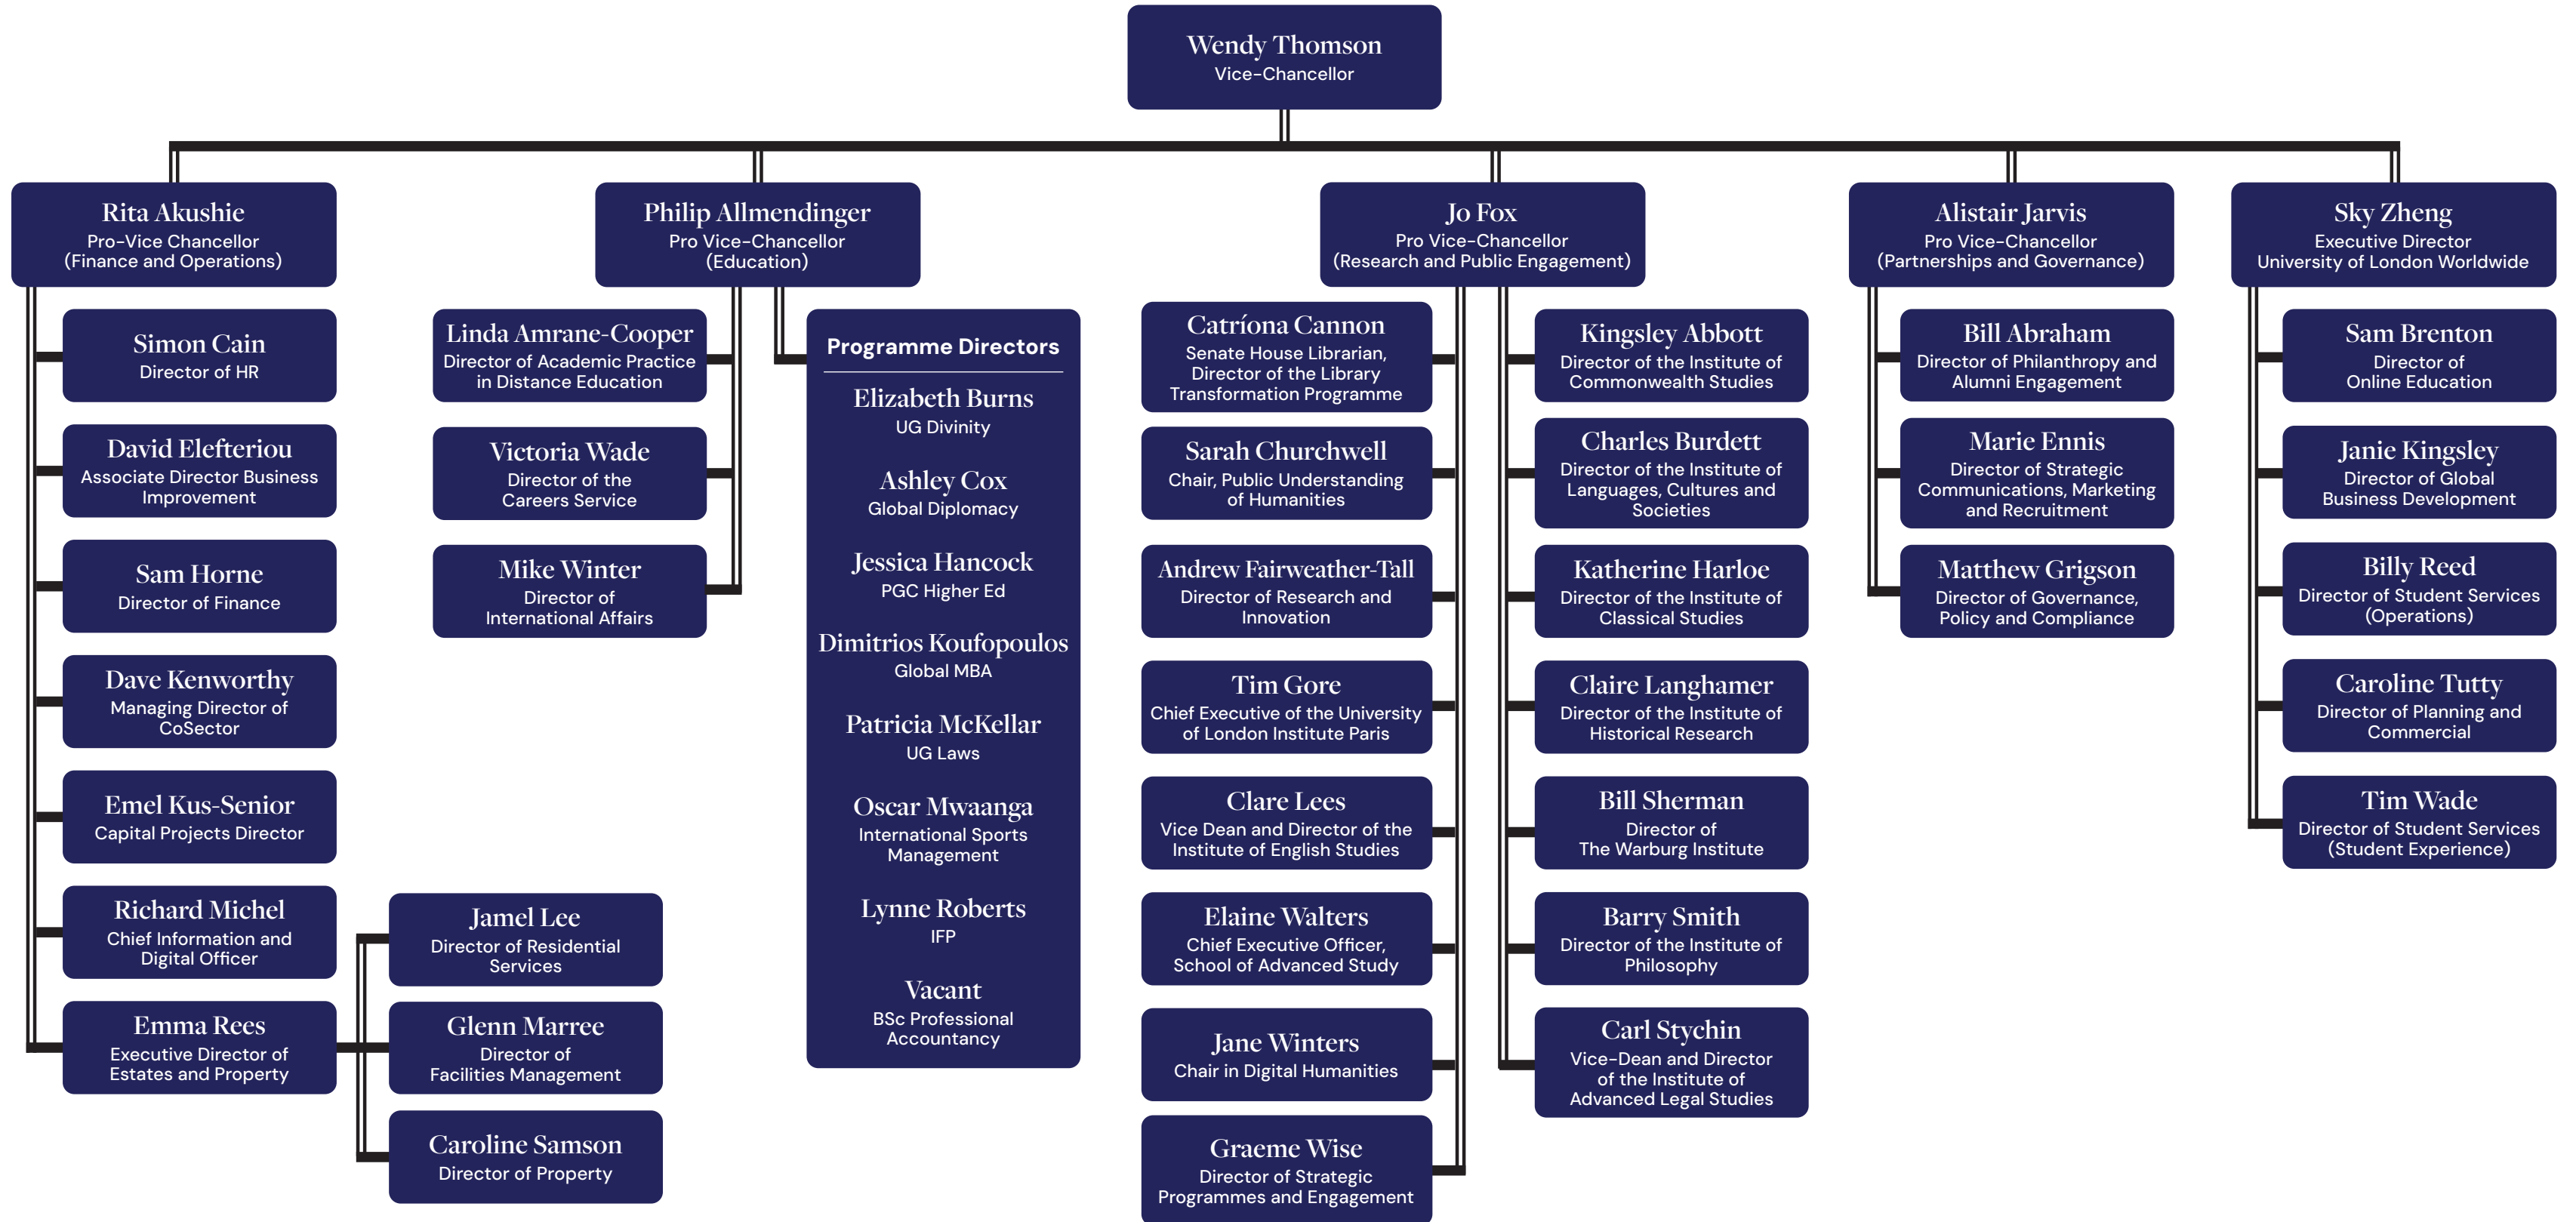 Wendy Thomson
Vice-Chancellor
Rita Akushie
Pro-Vice Chancellor
(Finance and Operations)
Simon Cain
Director of HR
David Elefteriou
Associate Director Business
Improvement
Sam Horne
Director of Finance
Dave Kenworthy
Managing Director of
CoSector
Emel Kus-Senior
Capital Projects Director
Richard Michel
Chief Information and
Digital Officer
Emma Rees
Executive Director of
Estates and Property
Jamel Lee
Director of Residential
Services
Glenn Marree
Director of
Facilities Management
Caroline Samson
Director of Property
Philip Allmendinger
Pro Vice-Chancellor
(Education)
Linda Amrane-Cooper
Director of Academic Practice
in Distance Education
Victoria Wade
Director of the
Careers Service
Mike Winter
Director of
International Affairs
Programme Directors
Elizabeth Burns
UG Divinity
Ashley Cox
Global Diplomacy
Jessica Hancock
PGC Higher Ed
Dimitrios Koufopoulos
Global MBA
Patricia McKellar
UG Laws
Oscar Mwaanga
International Sports
Management
Lynne Roberts
IFP
Vacant
BSc Professional
Accountancy
Jo Fox
Pro Vice-Chancellor
(Research and Public Engagement)
Catríona Cannon
Senate House Librarian,
Director of the Library
Transformation Programme
Sarah Churchwell
Chair, Public Understanding
of Humanities
Andrew Fairweather-Tall
Director of Research and
Innovation
Tim Gore
Chief Executive of the University
of London Institute Paris
Clare Lees
Vice Dean and Director of the
Institute of English Studies
Elaine Walters
Chief Executive Officer,
School of Advanced Study
Jane Winters
Chair in Digital Humanities
Graeme Wise
Director of Strategic
Programmes and Engagement
Kingsley Abbott
Director of the Institute of
Commonwealth Studies
Charles Burdett
Director of the Institute of
Languages, Cultures and
Societies
Katherine Harloe
Director of the Institute of
Classical Studies
Claire Langhamer
Director of the Institute of
Historical Research
Bill Sherman
Director of
The Warburg Institute
Barry Smith
Director of the Institute of
Philosophy
Carl Stychin
Vice-Dean and Director
of the Institute of
Advanced Legal Studies
Alistair Jarvis
Pro Vice-Chancellor
(Partnerships and Governance)
Bill Abraham
Director of Philanthropy and
Alumni Engagement
Marie Ennis
Director of Strategic
Communications, Marketing
and Recruitment
Matthew Grigson
Director of Governance,
Policy and Compliance
Sky Zheng
Executive Director
University of London Worldwide
Sam Brenton
Director of
Online Education
Janie Kingsley
Director of Global
Business Development
Billy Reed
Director of Student Services
(Operations)
Caroline Tutty
Director of Planning and
Commercial
Tim Wade
Director of Student Services
(Student Experience)